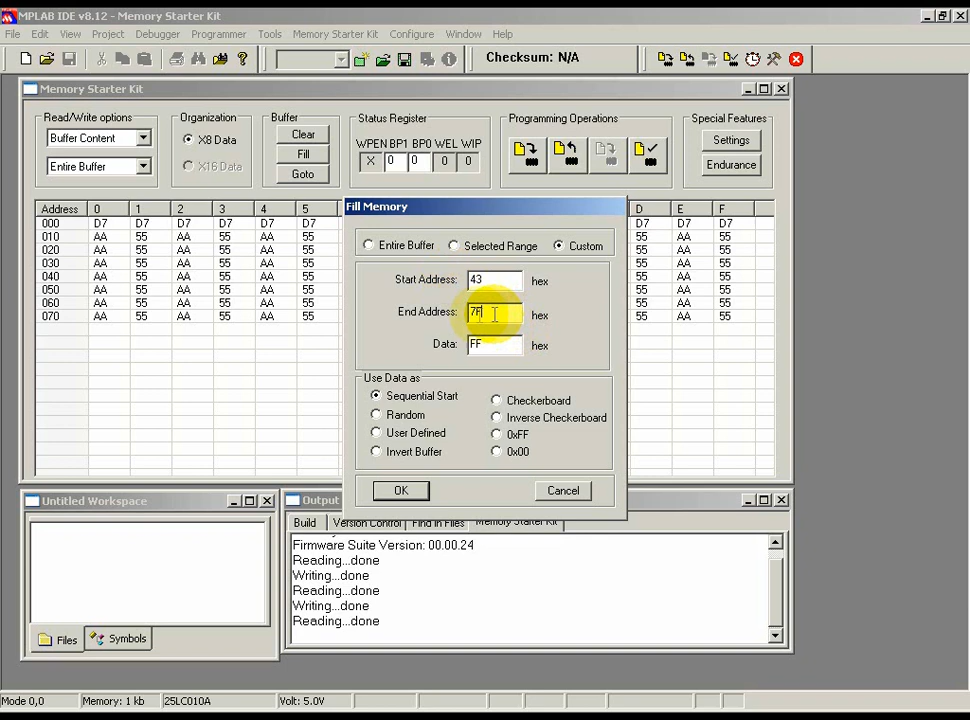 MPLAB IDE v8.12 - Memory Starter Kit
File Edit View Project Debugger Programmer Tools Memory Starter Kit Configure Window Help
Checksum: N/A
Memory Starter Kit
Read/Write options
Buffer Content
Entire Buffer
Organization
X8 Data
X16 Data
Buffer
Clear
Fill
Goto
Status Register
WPEN BP1 BP0 WEL WIP
X 0 0 0 0
Programming Operations
Special Features
Settings
Endurance
Address 0 1 2 3 4 5 D E F
000 D7 D7 D7 D7 D7 D7 D7 D7 D7
010 AA 55 AA 55 AA 55 55 AA 55
020 AA 55 AA 55 AA 55 55 AA 55
030 AA 55 AA 55 AA 55 55 AA 55
040 AA 55 AA 55 AA 55 55 AA 55
050 AA 55 AA 55 AA 55 55 AA 55
060 AA 55 AA 55 AA 55 55 AA 55
070 AA 55 AA 55 AA 55 55 AA 55
Fill Memory
Entire Buffer Selected Range Custom
Start Address: 43 hex
End Address: 7F hex
Data: FF hex
Use Data as
Sequential Start
Random
User Defined
Invert Buffer
Checkerboard
Inverse Checkerboard
0xFF
0x00
OK Cancel
Untitled Workspace
Files Symbols
Output
Build Version Control Find in Files Memory Starter Kit
Firmware Suite Version: 00.00.24
Reading...done
Writing...done
Reading...done
Writing...done
Reading...done
Mode 0,0 Memory: 1 kb 25LC010A Volt: 5.0V